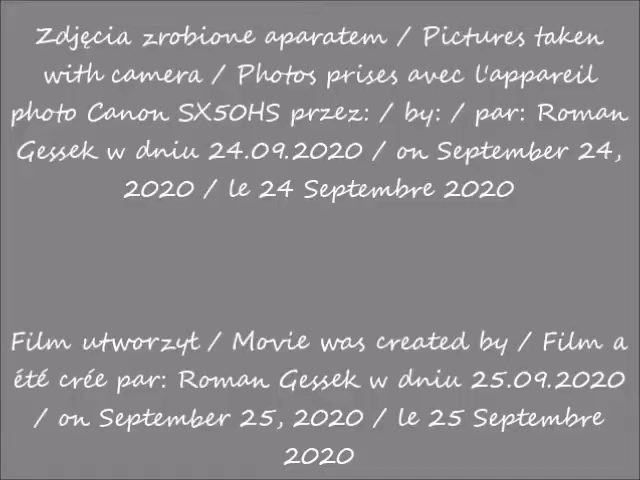 Zdjęcia zrobione aparatem / Pictures taken
with camera / Photos prises avec l'appareil
photo Canon SX50HS przez: / by: / par: Roman
Gessek w dniu 24.09.2020 / on September 24,
2020 / le 24 Septembre 2020
Film utworzył / Movie was created by / Film a
été crée par: Roman Gessek w dniu 25.09.2020
/ on September 25, 2020 / le 25 Septembre
2020